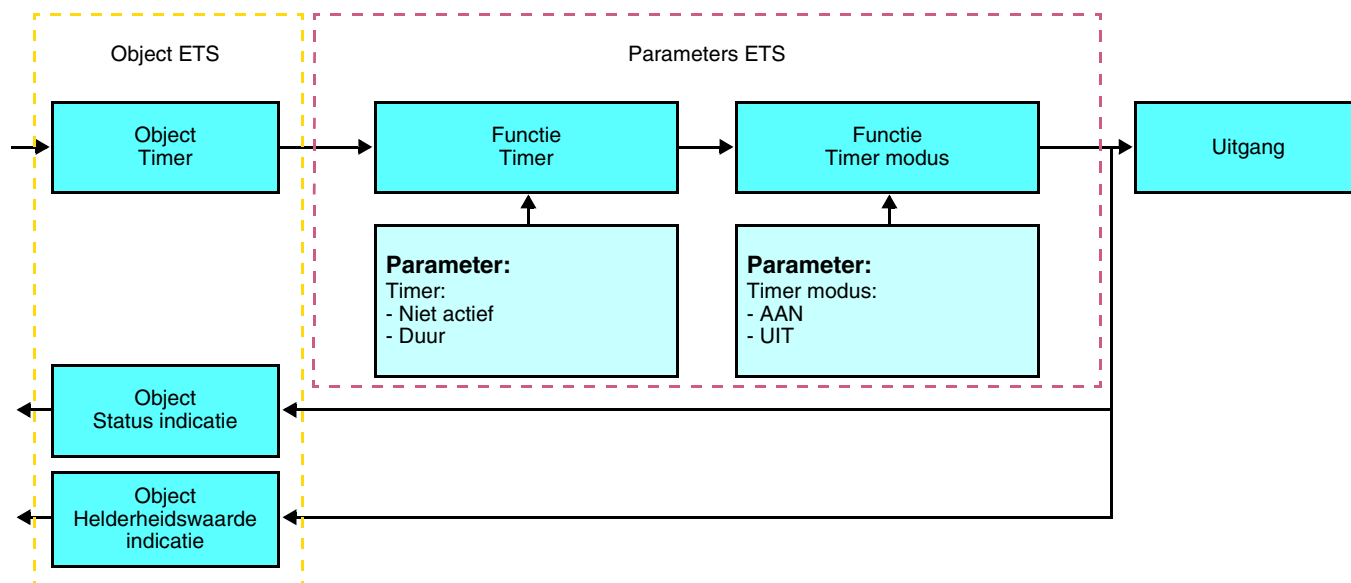 Object ETS
Parameters ETS
Object
Timer
Functie
Timer
Functie
Timer modus
Uitgang
Parameter:
Timer:
- Niet actief
- Duur
Parameter:
Timer modus:
- AAN
- UIT
Object
Status indicatie
Object
Helderheidswaarde
indicatie